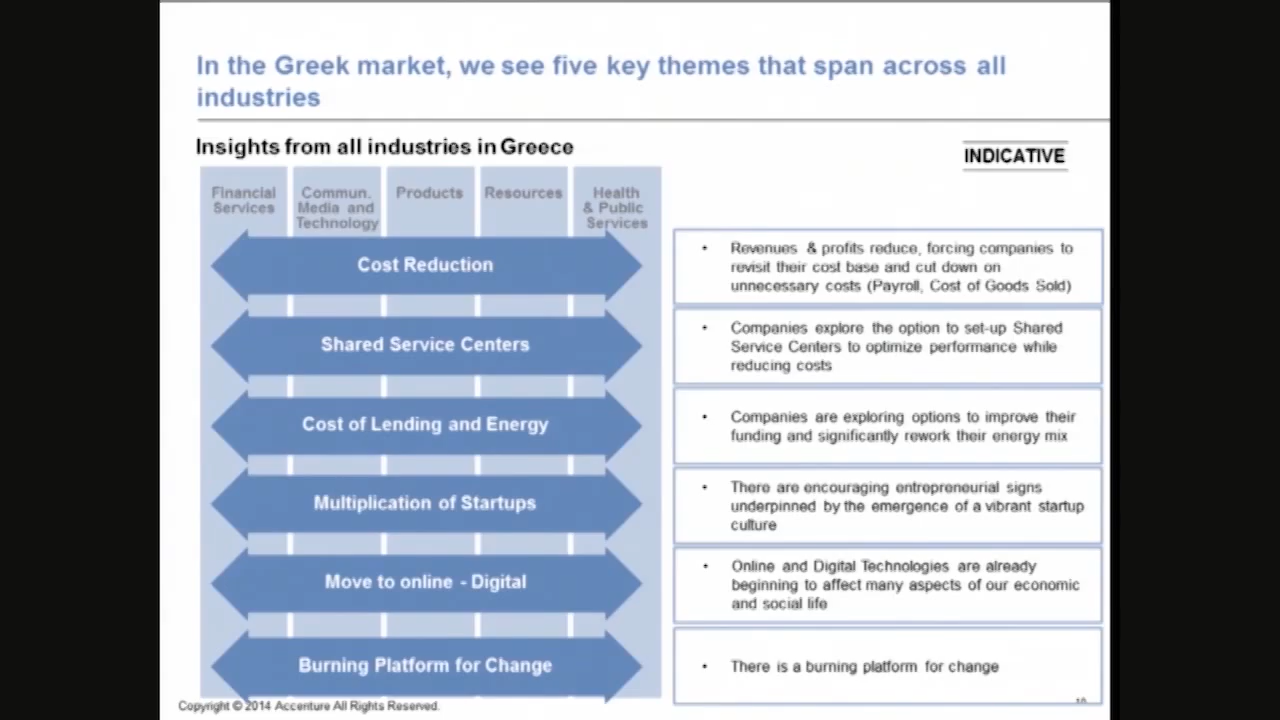 In the Greek market, we see five key themes that span across all
industries
Insights from all industries in Greece
INDICATIVE
Financial
Services
Commun.
Media and
Technology
Products
Resources
Health
& Public
Services
Cost Reduction
Revenues & profits reduce, forcing companies to
revisit their cost base and cut down on
unnecessary costs (Payroll, Cost of Goods Sold)
Shared Service Centers
Companies explore the option to set-up Shared
Service Centers to optimize performance while
reducing costs
Cost of Lending and Energy
Companies are exploring options to improve their
funding and significantly rework their energy mix
Multiplication of Startups
There are encouraging entrepreneurial signs
underpinned by the emergence of a vibrant startup
culture
Move to online - Digital
Online and Digital Technologies are already
beginning to affect many aspects of our economic
and social life
Burning Platform for Change
There is a burning platform for change
Copyright © 2014 Accenture All Rights Reserved.